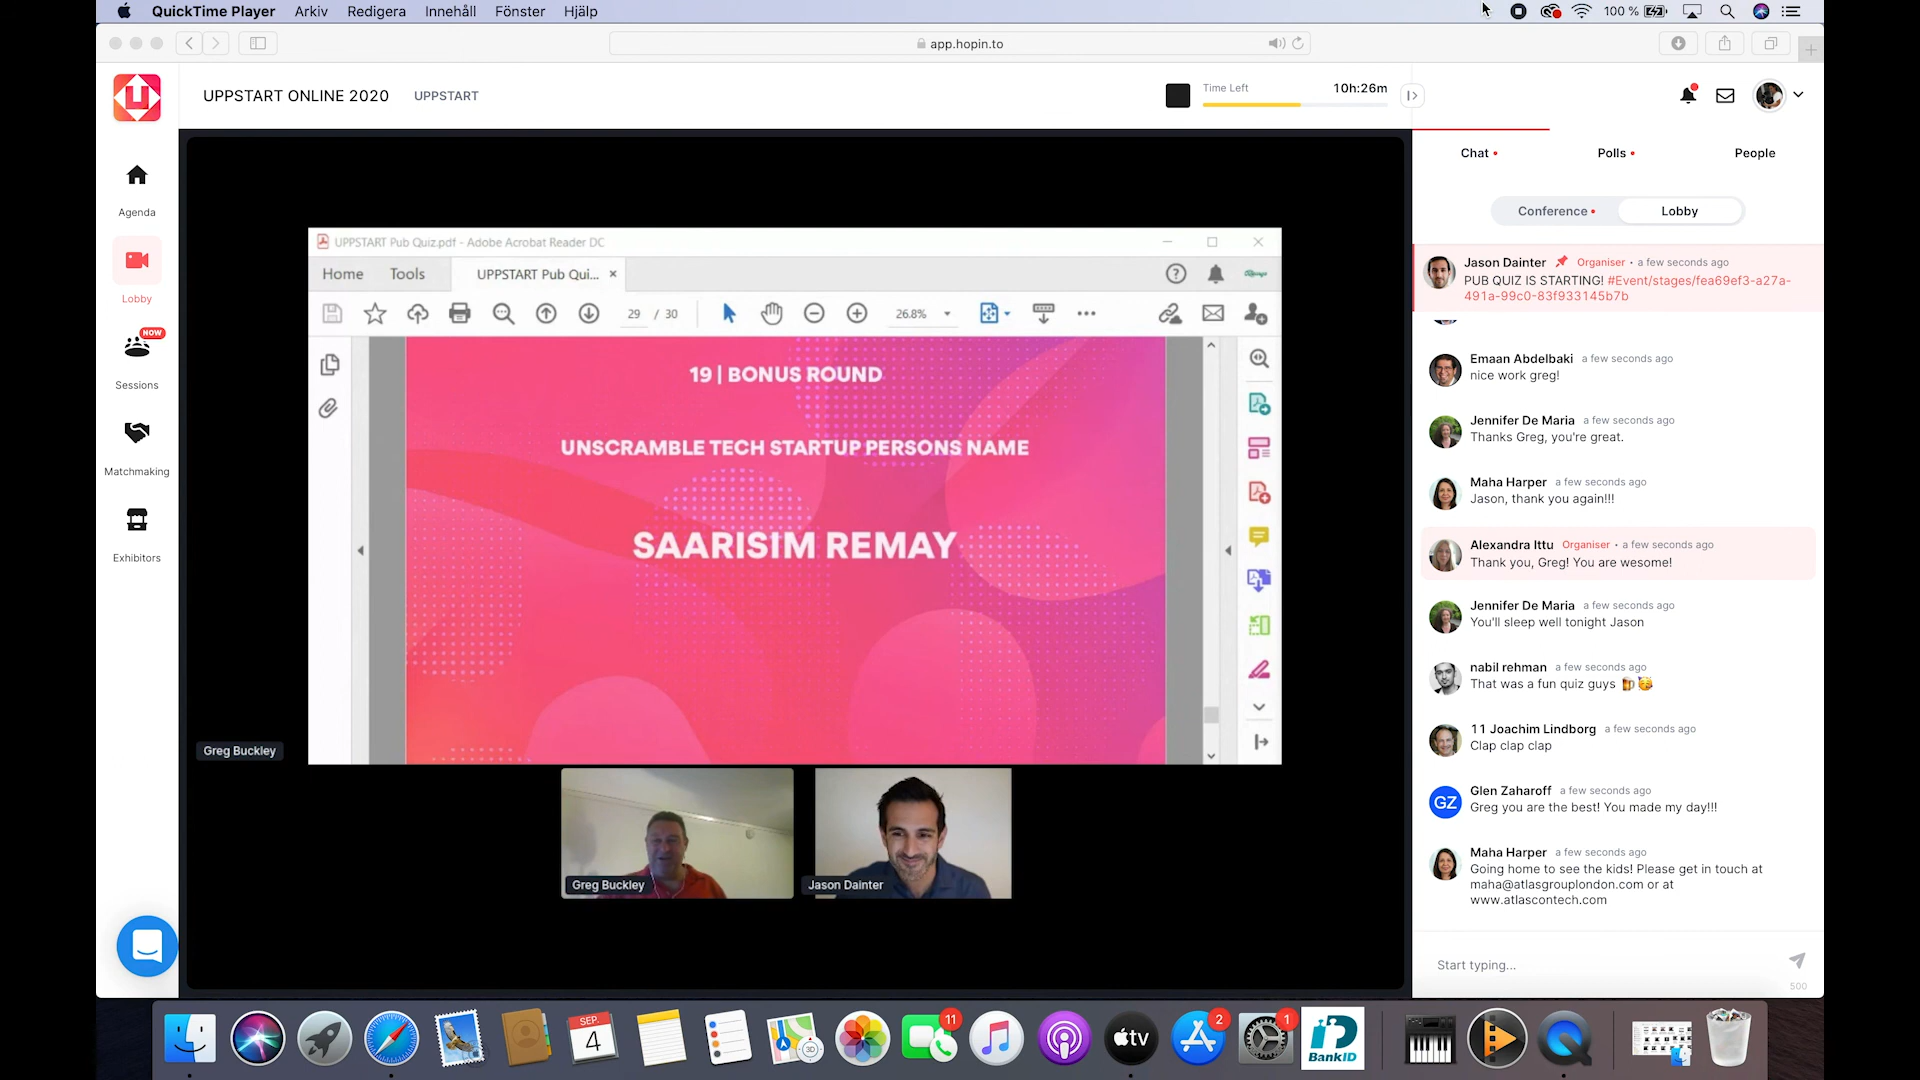 QuickTime Player Arkiv Redigera Innehåll Fönster Hjälp
100 %
app.hopin.to
UPPSTART ONLINE 2020 UPPSTART
Time Left 10h:26m
Agenda
Lobby
NOW
Sessions
Matchmaking
Exhibitors
UPPSTART Pub Quiz.pdf - Adobe Acrobat Reader DC
Home Tools UPPSTART Pub Qui... ×
29 / 30 26.8%
19 | BONUS ROUND
UNSCRAMBLE TECH STARTUP PERSONS NAME
SAARISIM REMAY
Greg Buckley
Greg Buckley
Jason Dainter
Chat Polls People
Conference Lobby
Jason Dainter Organiser • a few seconds ago
PUB QUIZ IS STARTING! #Event/stages/fea69ef3-a27a-
491a-99c0-83f933145b7b
Emaan Abdelbaki a few seconds ago
nice work greg!
Jennifer De Maria a few seconds ago
Thanks Greg, you're great.
Maha Harper a few seconds ago
Jason, thank you again!!!
Alexandra Ittu Organiser • a few seconds ago
Thank you, Greg! You are wesome!
Jennifer De Maria a few seconds ago
You'll sleep well tonight Jason
nabil rehman a few seconds ago
That was a fun quiz guys 🍺🥳
11 Joachim Lindborg a few seconds ago
Clap clap clap
GZ
Glen Zaharoff a few seconds ago
Greg you are the best! You made my day!!!
Maha Harper a few seconds ago
Going home to see the kids! Please get in touch at
maha@atlasgrouplondon.com or at
www.atlascontech.com
Start typing...
500
SEP.
4
3D
11
tv
2
1
BankID